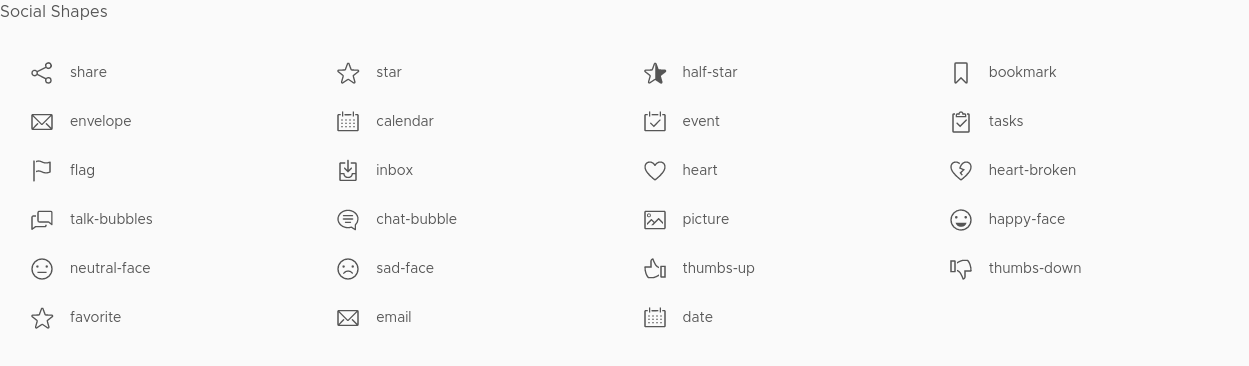 Social Shapes
share star half-star bookmark
envelope calendar event tasks
flag inbox heart heart-broken
talk-bubbles chat-bubble picture happy-face
neutral-face sad-face thumbs-up thumbs-down
favorite email date